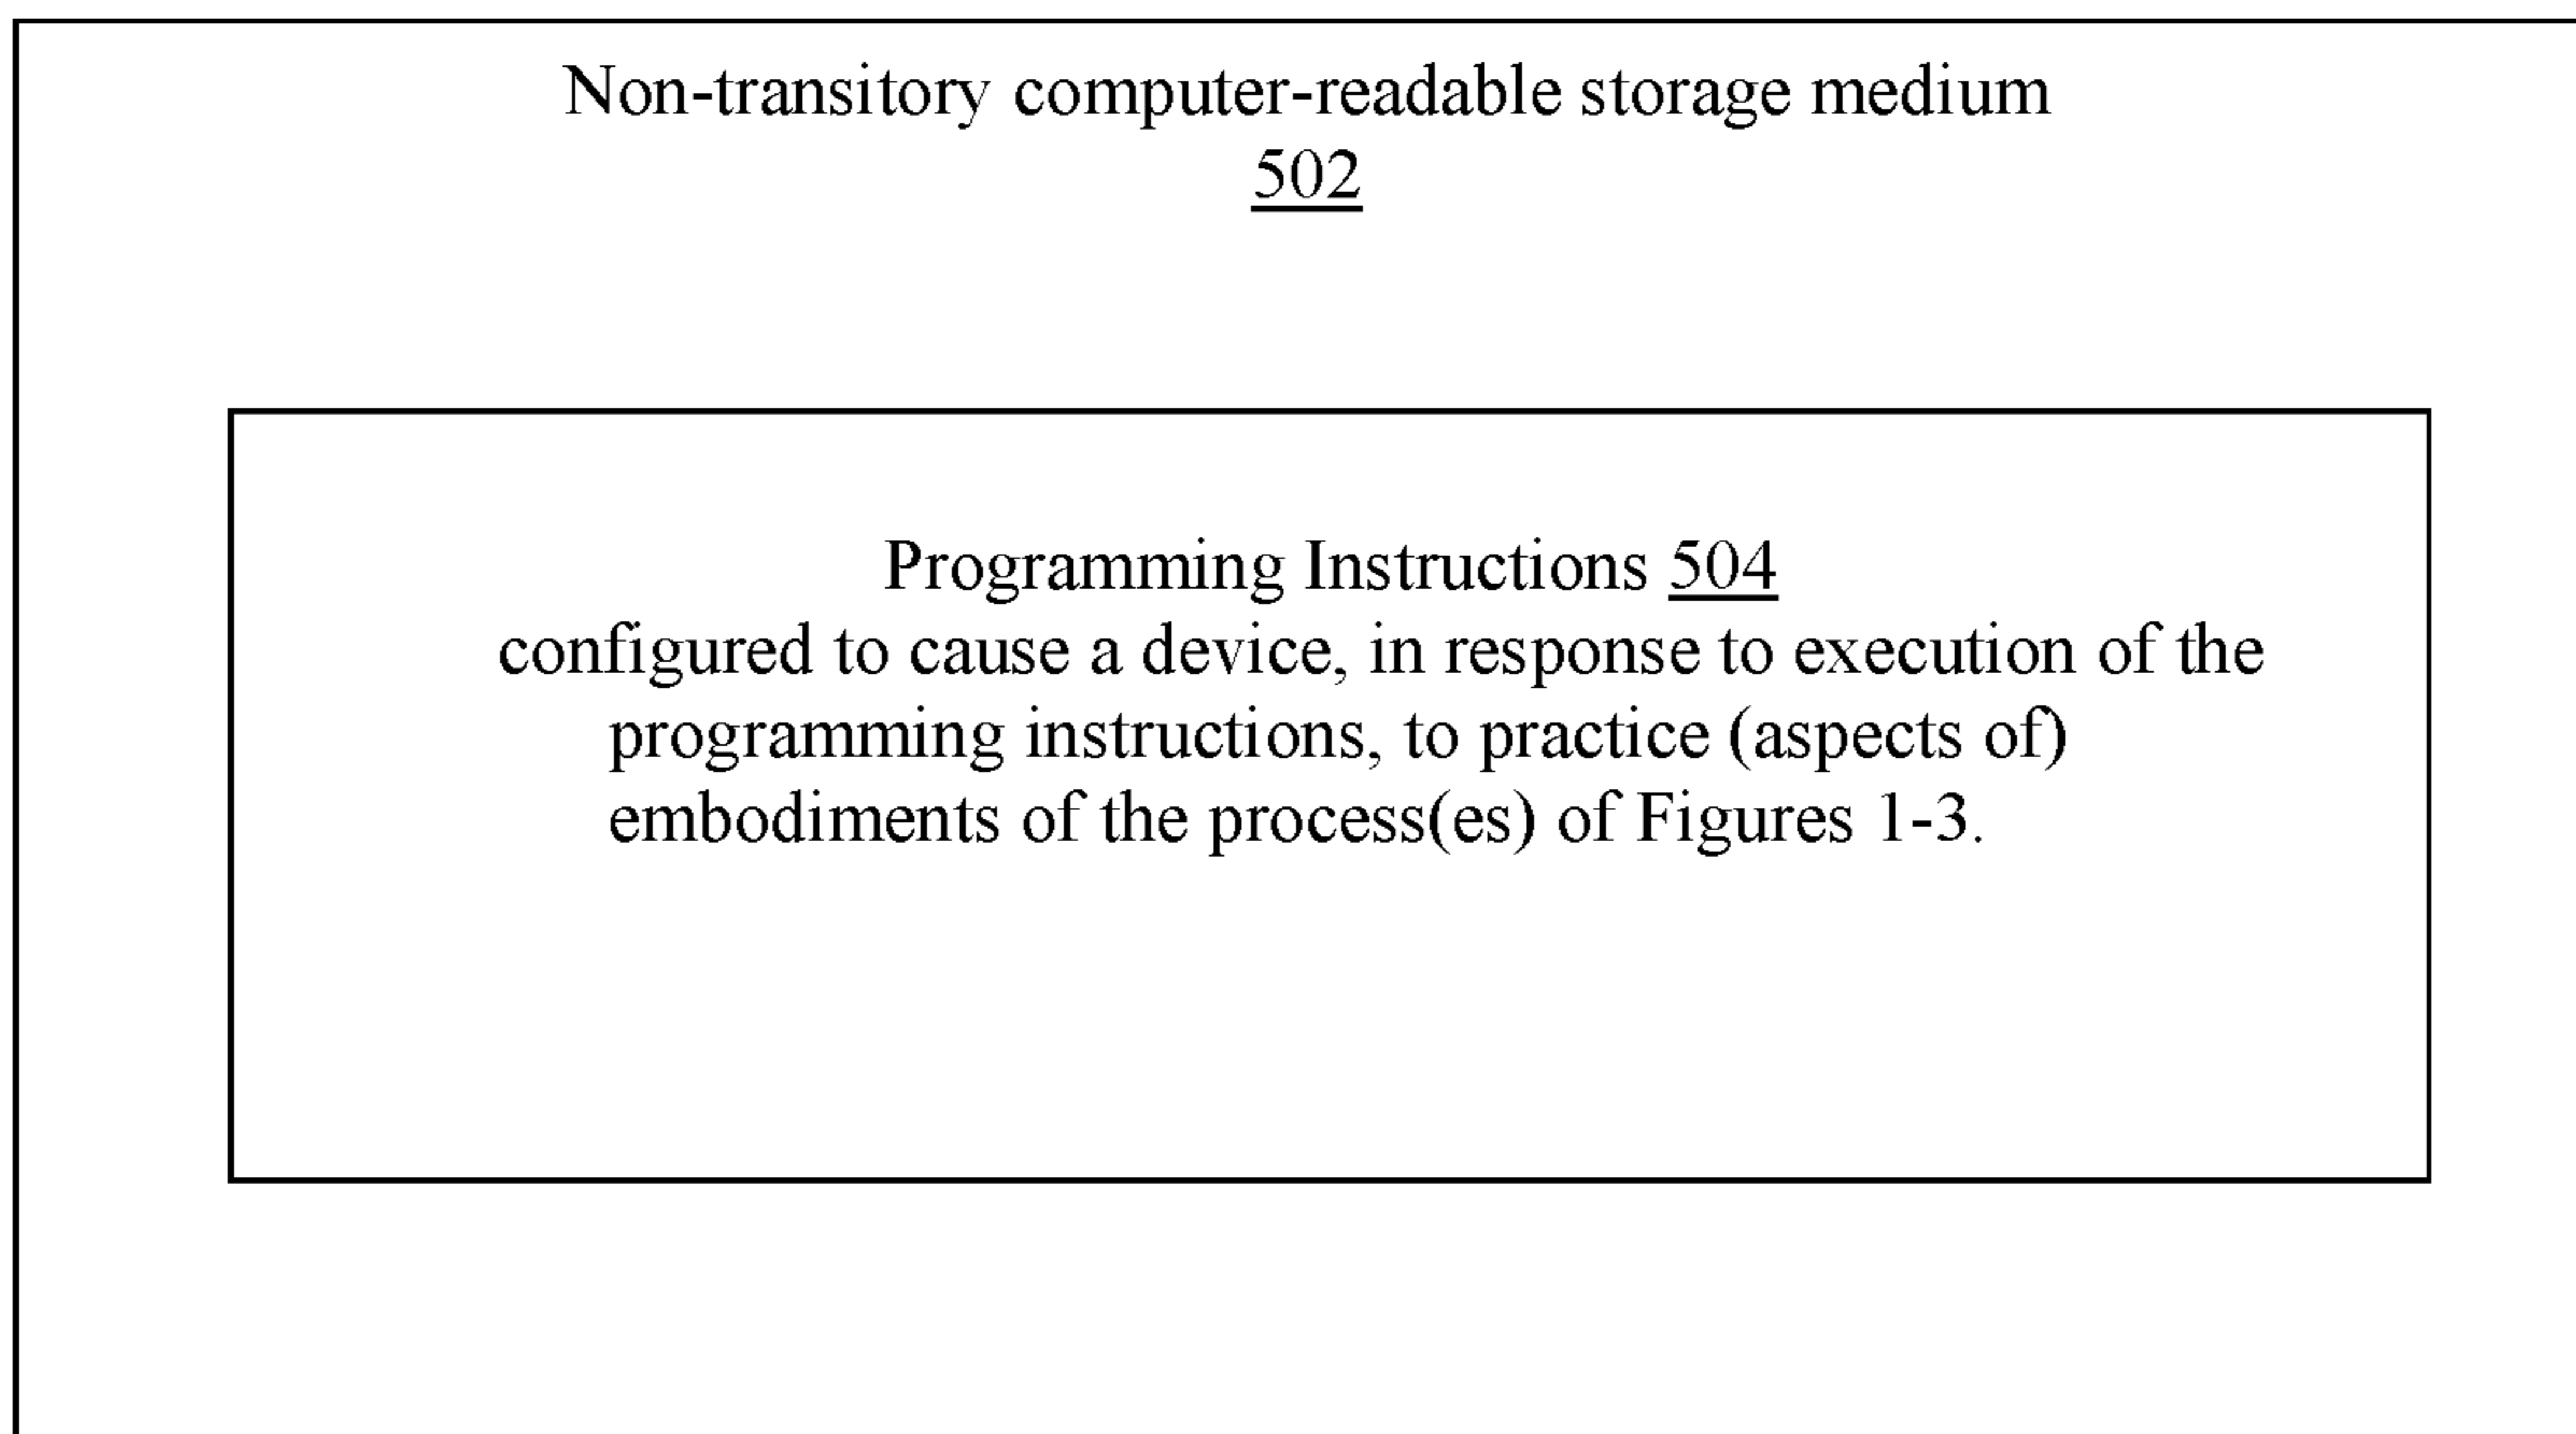 Non-transitory computer-readable storage medium
502
Programming Instructions 504
configured to cause a device, in response to execution of the
programming instructions, to practice (aspects of)
embodiments of the process(es) of Figures 1-3.